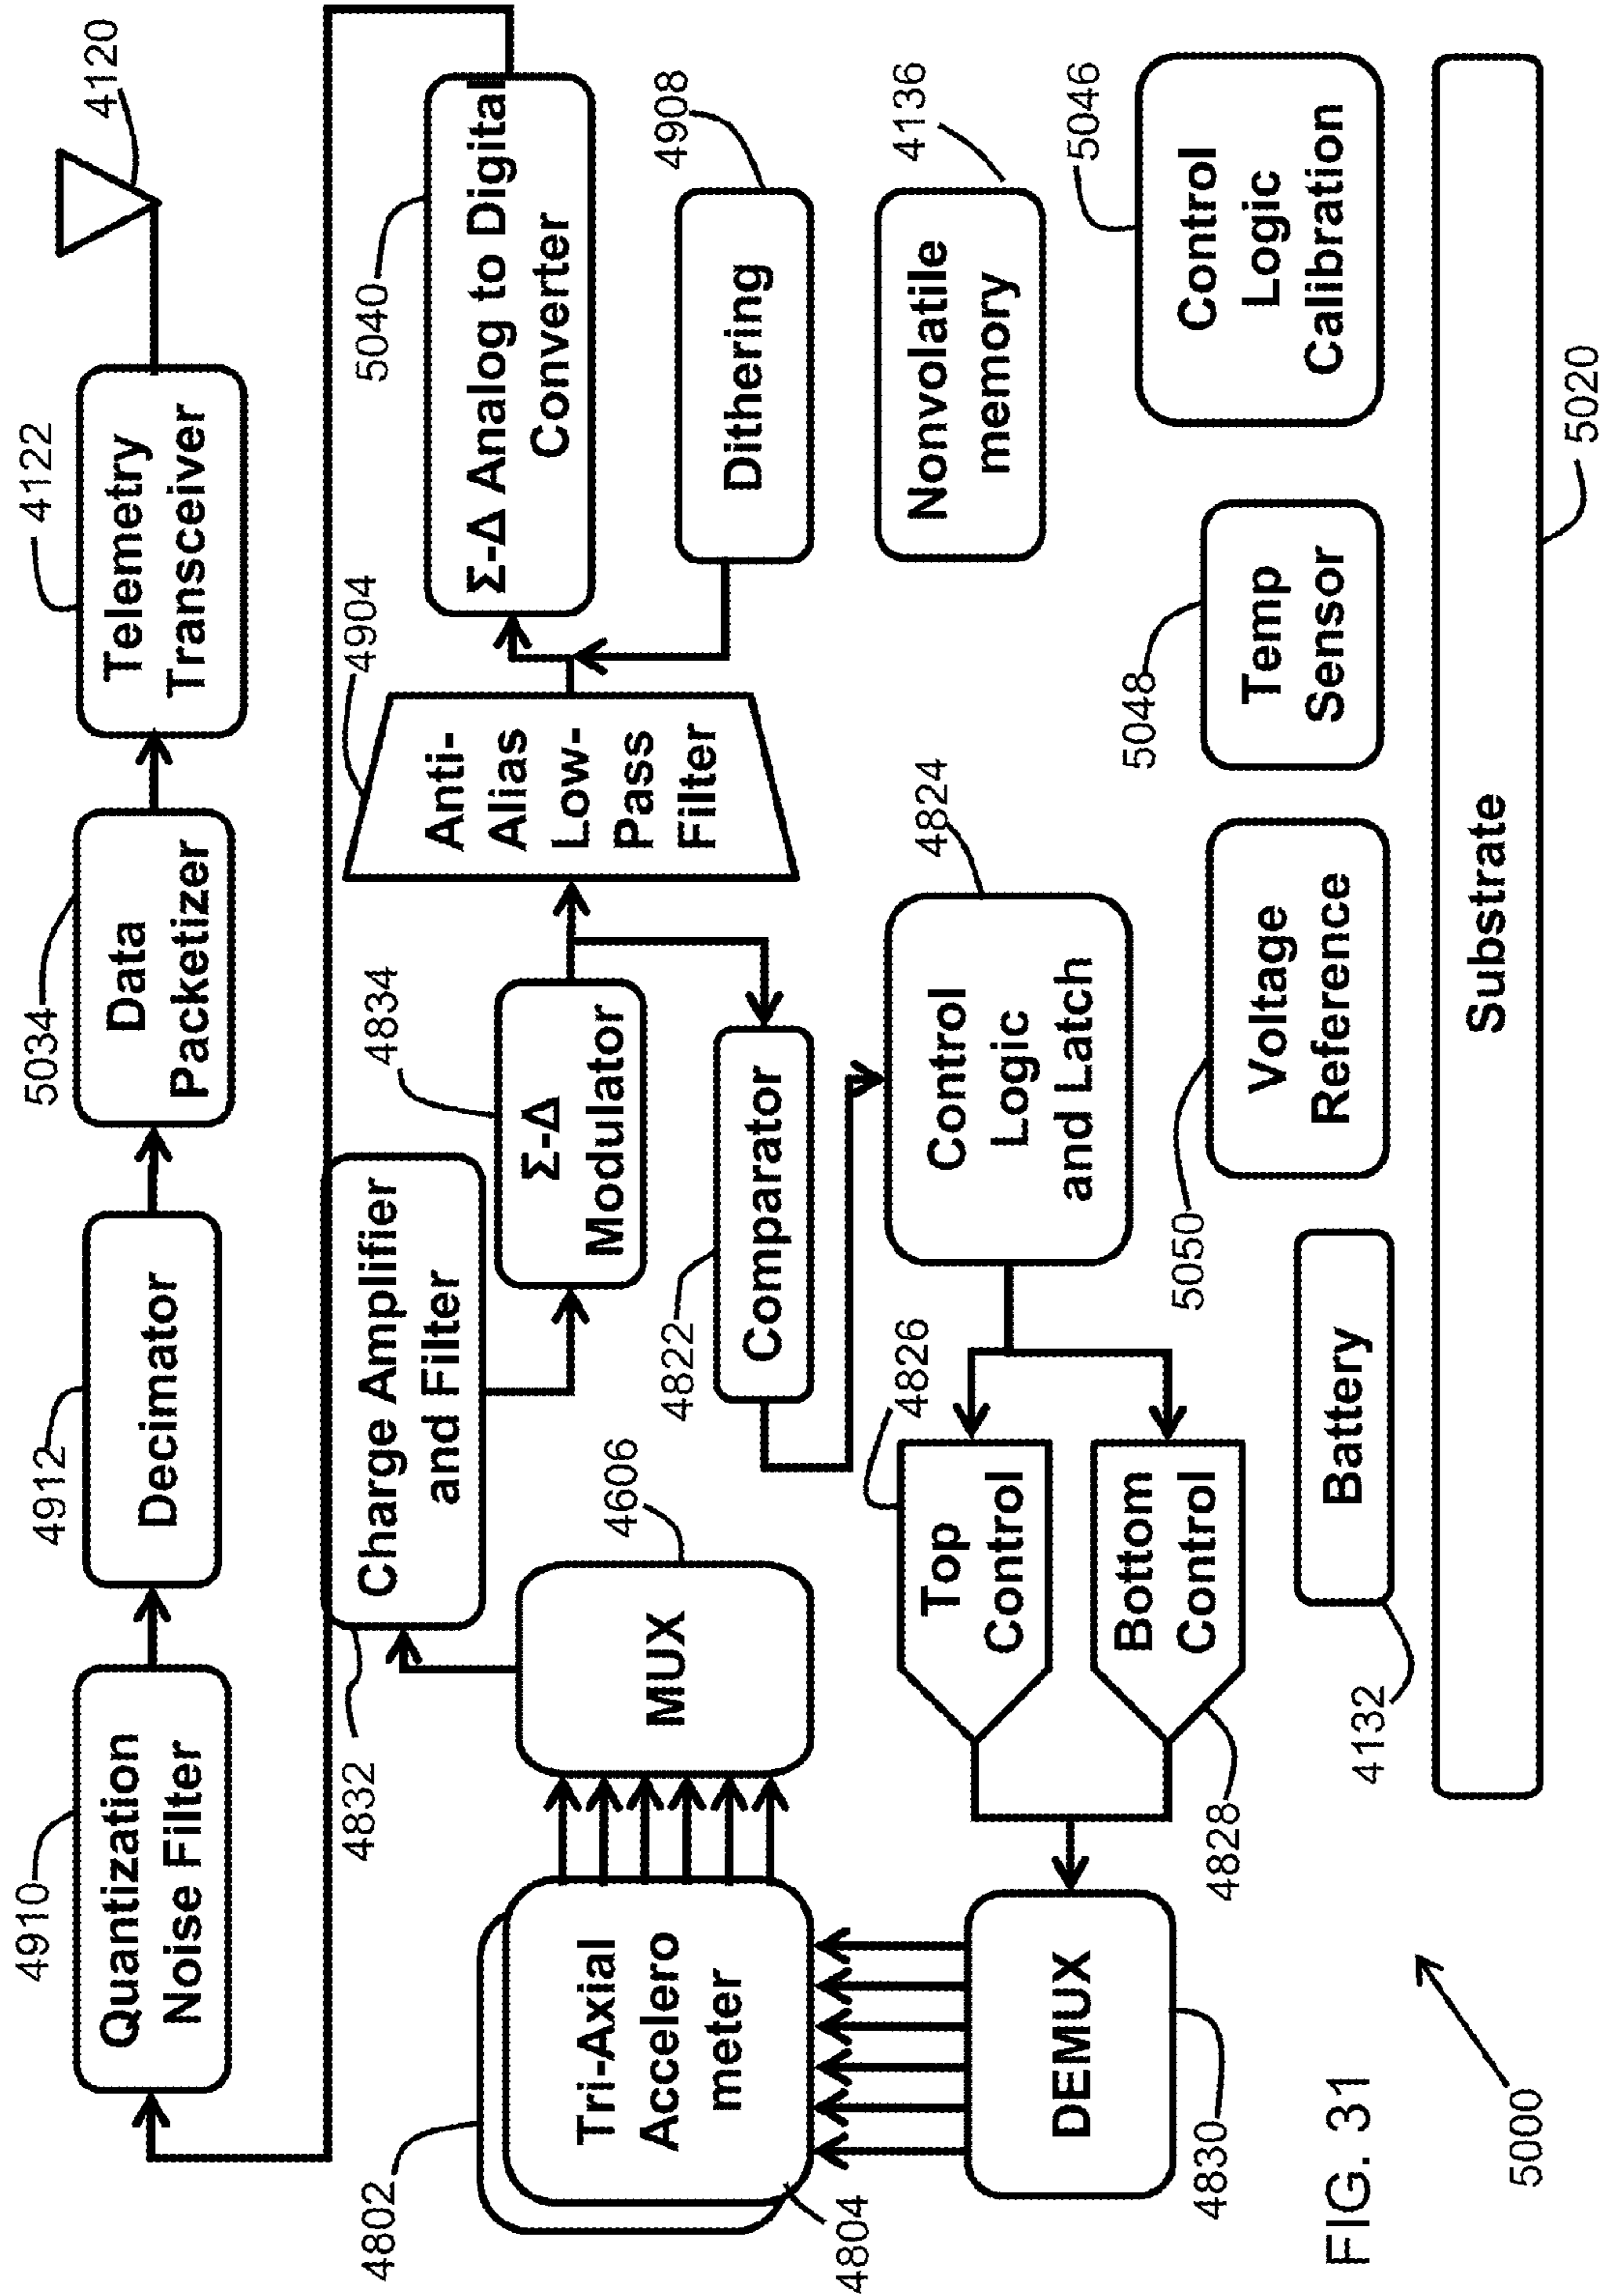 4910
Quantization
Noise Filter
4912
Decimator
5034
Data
Packetizer
4122
Telemetry
Transceiver
4120
4832
Charge Amplifier
and Filter
4834
Σ-Δ
Modulator
4904
Anti-
Alias
Low-
Pass
Filter
5040
Σ-Δ Analog to Digital
Converter
4802
Tri-Axial
Accelero
meter
4804
4606
MUX
4822
Comparator
4908
Dithering
4830
DEMUX
4826
Top
Control
4828
Bottom
Control
4824
Control
Logic
and Latch
4136
Nonvolatile
memory
4132
Battery
5050
Voltage
Reference
5048
Temp
Sensor
5046
Control
Logic
Calibration
Substrate
5020
FIG. 31
5000